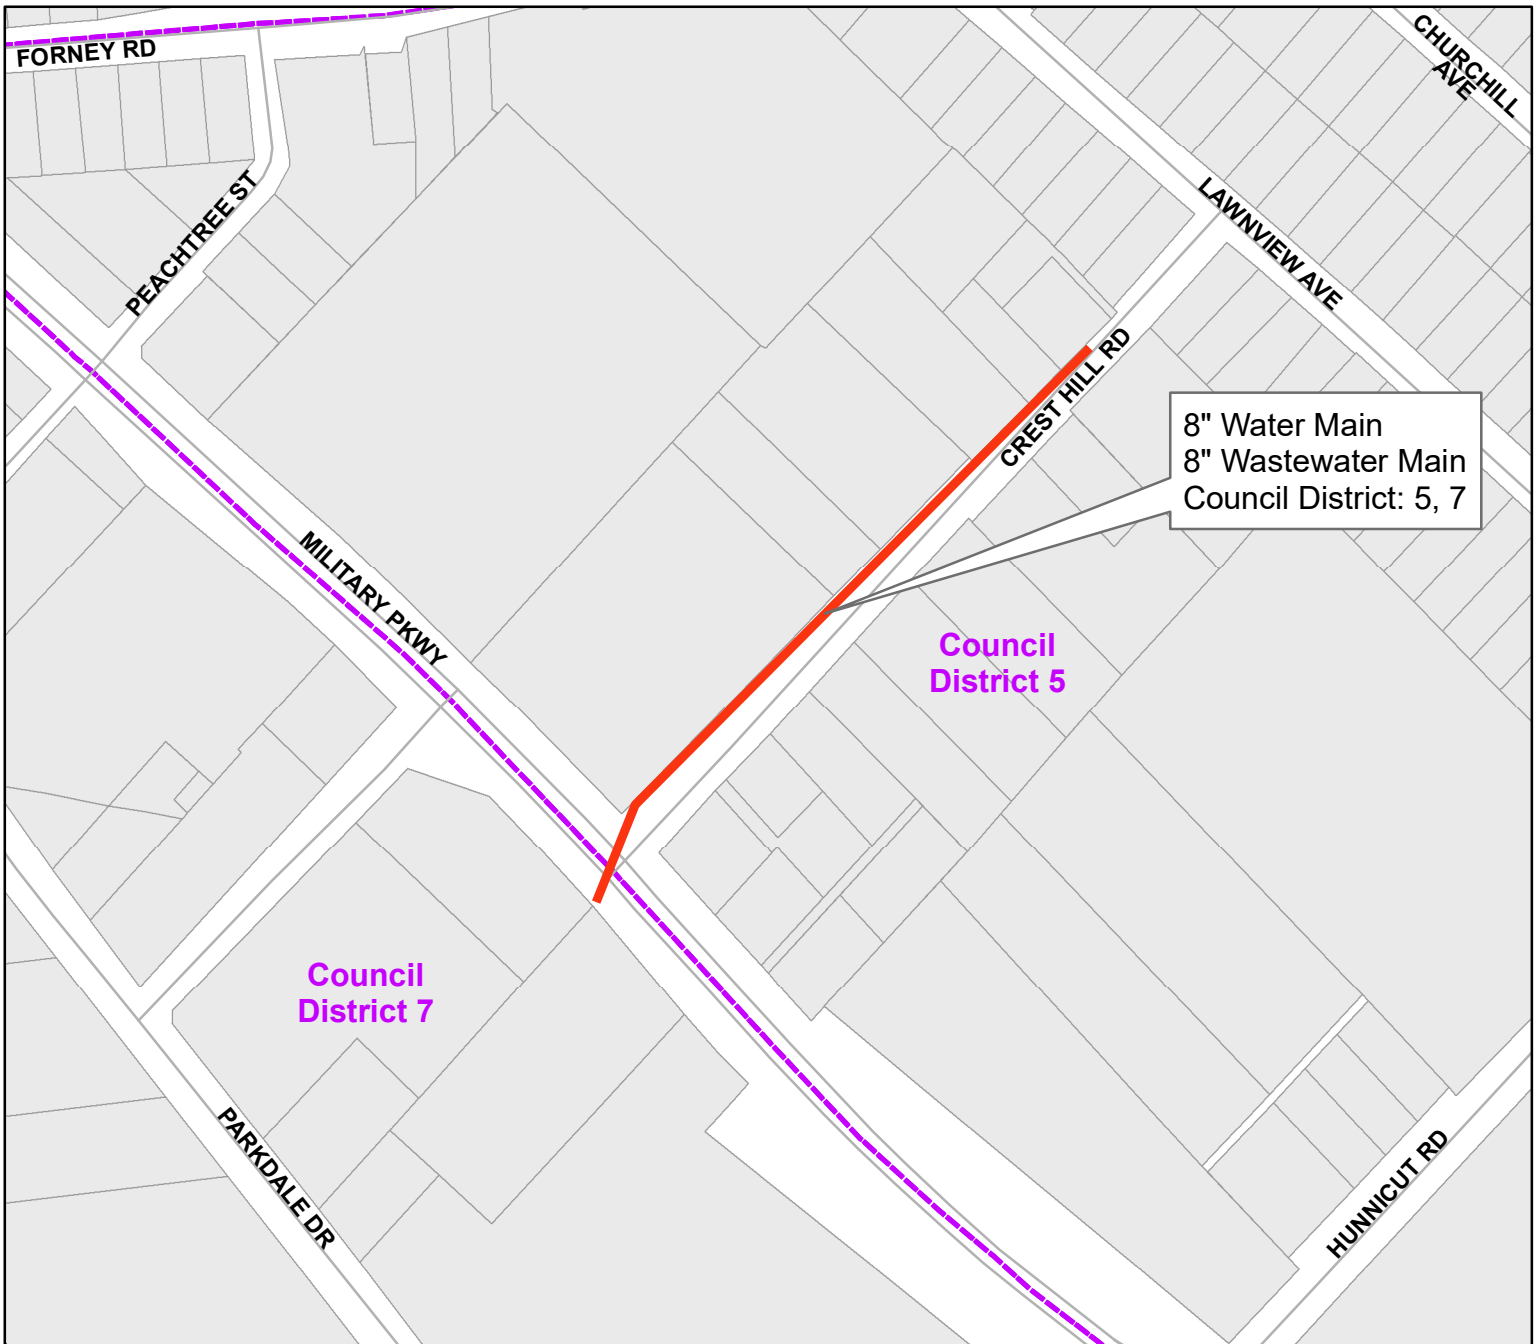 FORNEY RD
CHURCHILL
AVE
PEACHTREE ST
LAWNVIEW AVE
CREST HILL RD
8" Water Main
8" Wastewater Main
Council District: 5, 7
MILITARY PKWY
Council
District 5
Council
District 7
PARKDALE DR
HUNNICUT RD